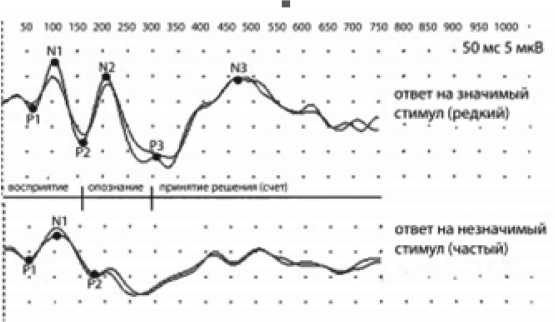 50 100 150 200 250 300 350 400 450 500 550 600 650 700 750 800 850 900 950 1000
50 мс 5 мкВ
N1
N2
N3
P1
P2
P3
ответ на значимый
стимул (редкий)
восприятие опознание принятие решения (счет)
N1
P1
P2
ответ на незначимый
стимул (частый)